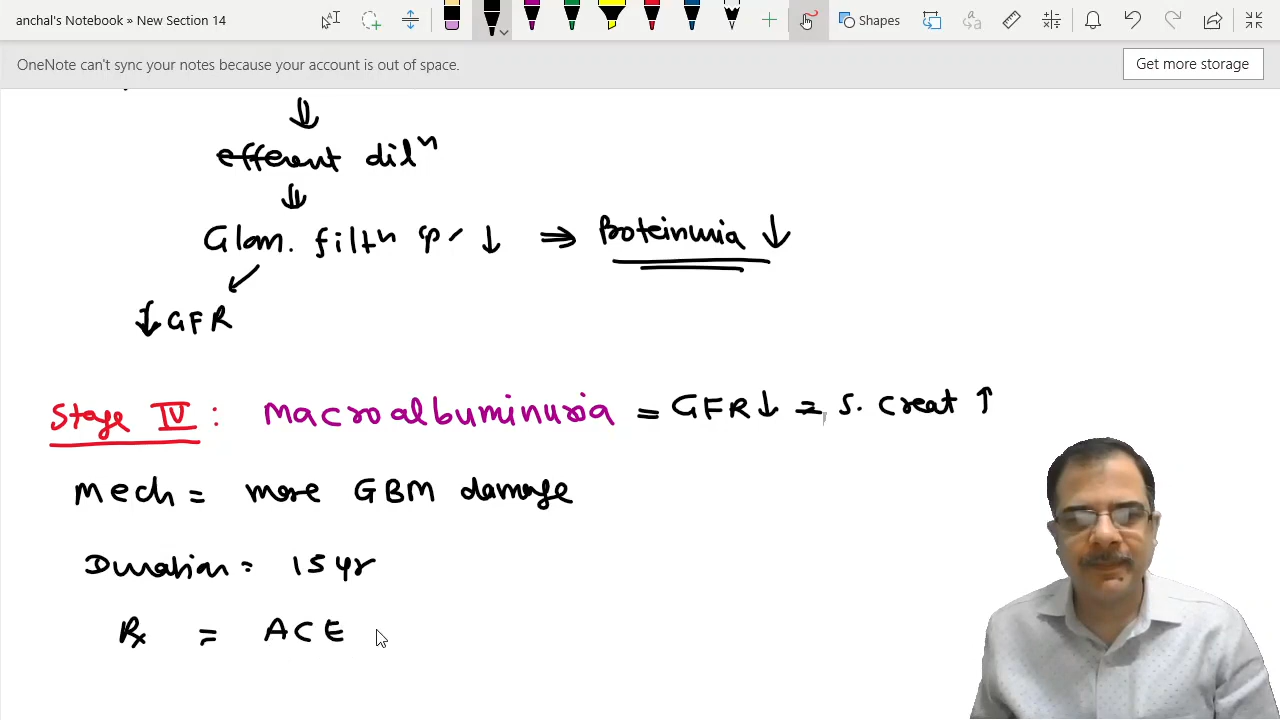 anchal's Notebook » New Section 14
Shapes
OneNote can't sync your notes because your account is out of space.
Get more storage
⇓
efferent dilⁿ
⇓
Glom. filtⁿ ↓ ⇒ Proteinuria ↓
↓ GFR
Stage IV : Macroalbuminuria = GFR↓ = S. Creat ↑
Mech = more GBM damage
Duration = 15 yr
Rx = ACE